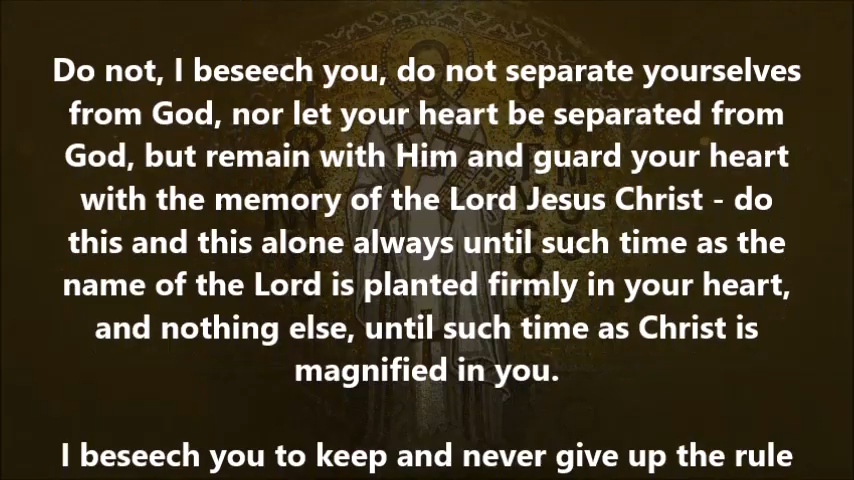 Do not, I beseech you, do not separate yourselves
from God, nor let your heart be separated from
God, but remain with Him and guard your heart
with the memory of the Lord Jesus Christ - do
this and this alone always until such time as the
name of the Lord is planted firmly in your heart,
and nothing else, until such time as Christ is
magnified in you.
I beseech you to keep and never give up the rule